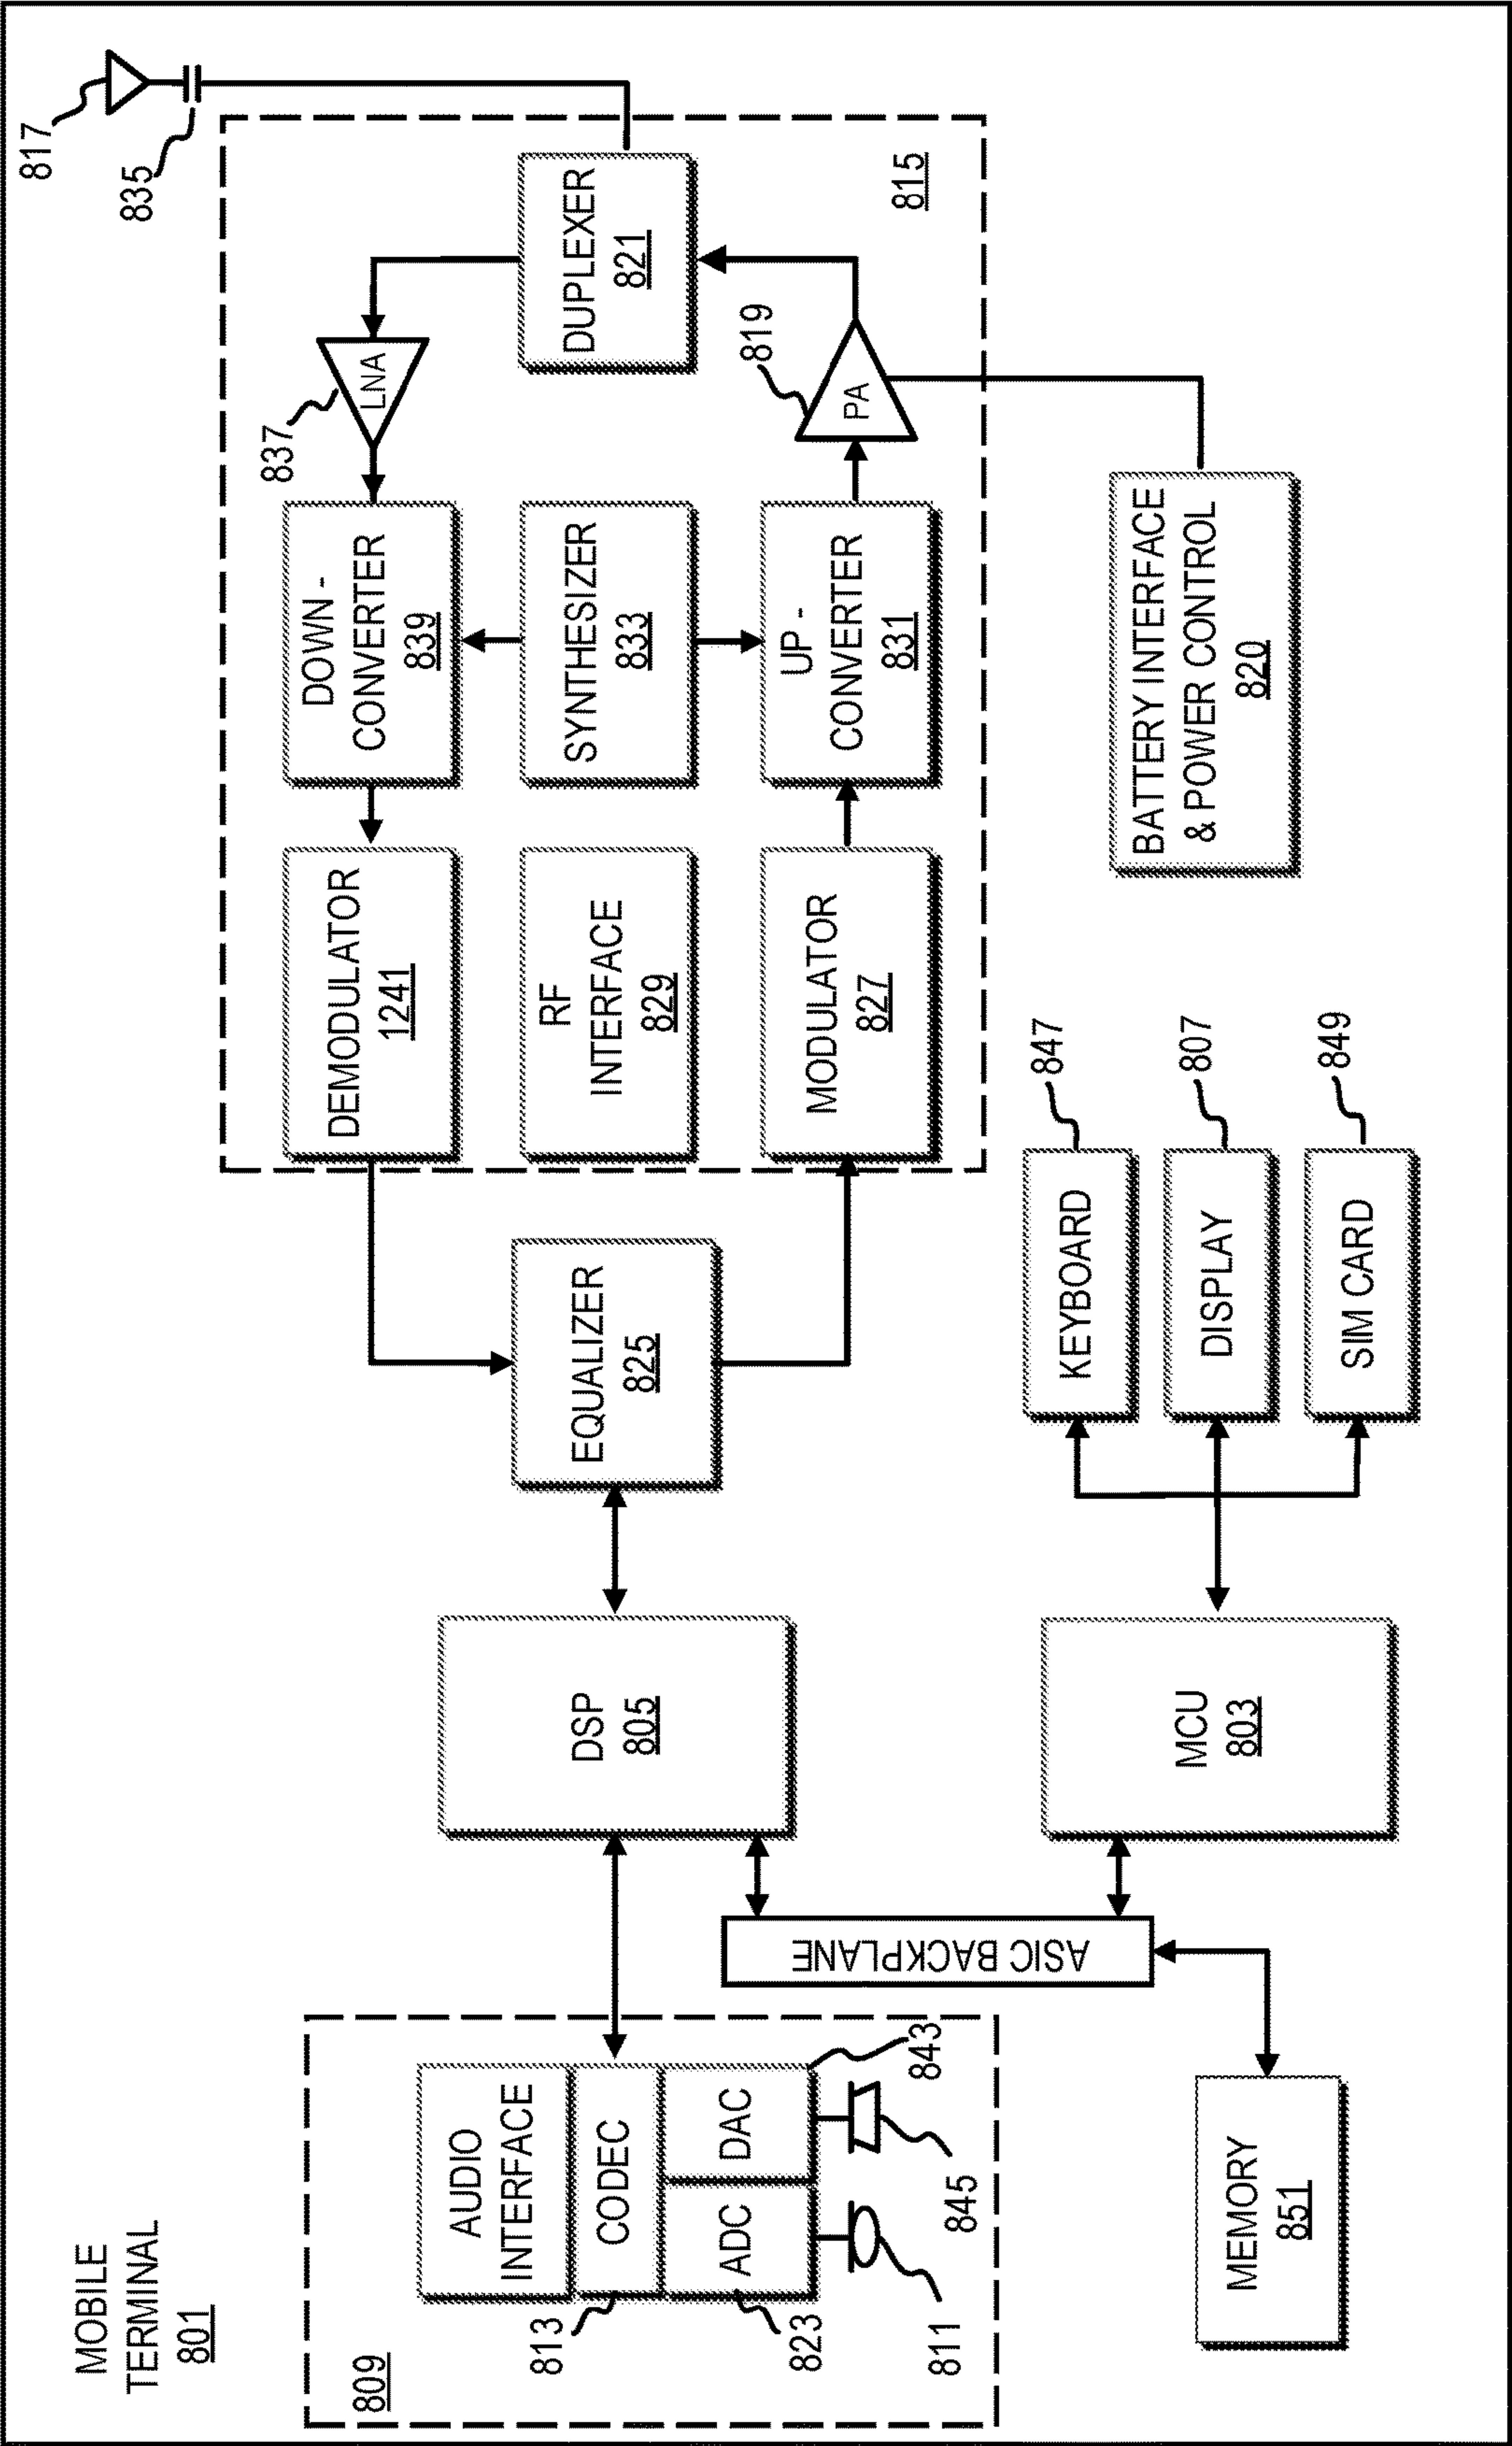 MOBILE
TERMINAL
801
809
AUDIO
INTERFACE
CODEC
ADC
DAC
813
823
811
845
843
MEMORY
851
ASIC BACKPLANE
DSP
805
MCU
803
EQUALIZER
825
KEYBOARD
847
DISPLAY
807
SIM CARD
849
DEMODULATOR
1241
RF
INTERFACE
829
MODULATOR
827
DOWN -
CONVERTER
839
SYNTHESIZER
833
UP -
CONVERTER
831
LNA
837
PA
819
DUPLEXER
821
815
817
835
BATTERY INTERFACE
& POWER CONTROL
820